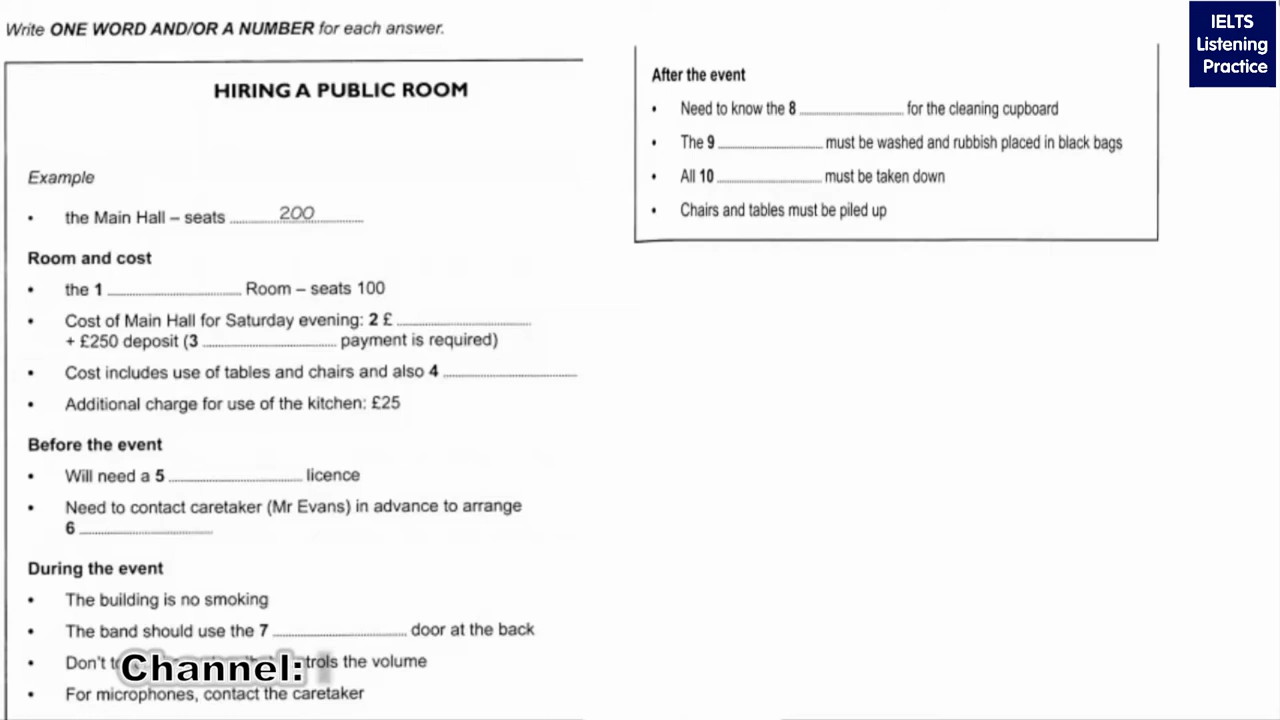 Write ONE WORD AND/OR A NUMBER for each answer.
HIRING A PUBLIC ROOM
Example
• the Main Hall – seats 200
Room and cost
• the 1 Room – seats 100
• Cost of Main Hall for Saturday evening: 2 £
+ £250 deposit (3 payment is required)
• Cost includes use of tables and chairs and also 4
• Additional charge for use of the kitchen: £25
Before the event
• Will need a 5 licence
• Need to contact caretaker (Mr Evans) in advance to arrange
6
During the event
• The building is no smoking
• The band should use the 7 door at the back
• Don't the volume
Channel:
• For microphones, contact the caretaker
After the event
• Need to know the 8 for the cleaning cupboard
• The 9 must be washed and rubbish placed in black bags
• All 10 must be taken down
• Chairs and tables must be piled up
IELTS
Listening
Practice